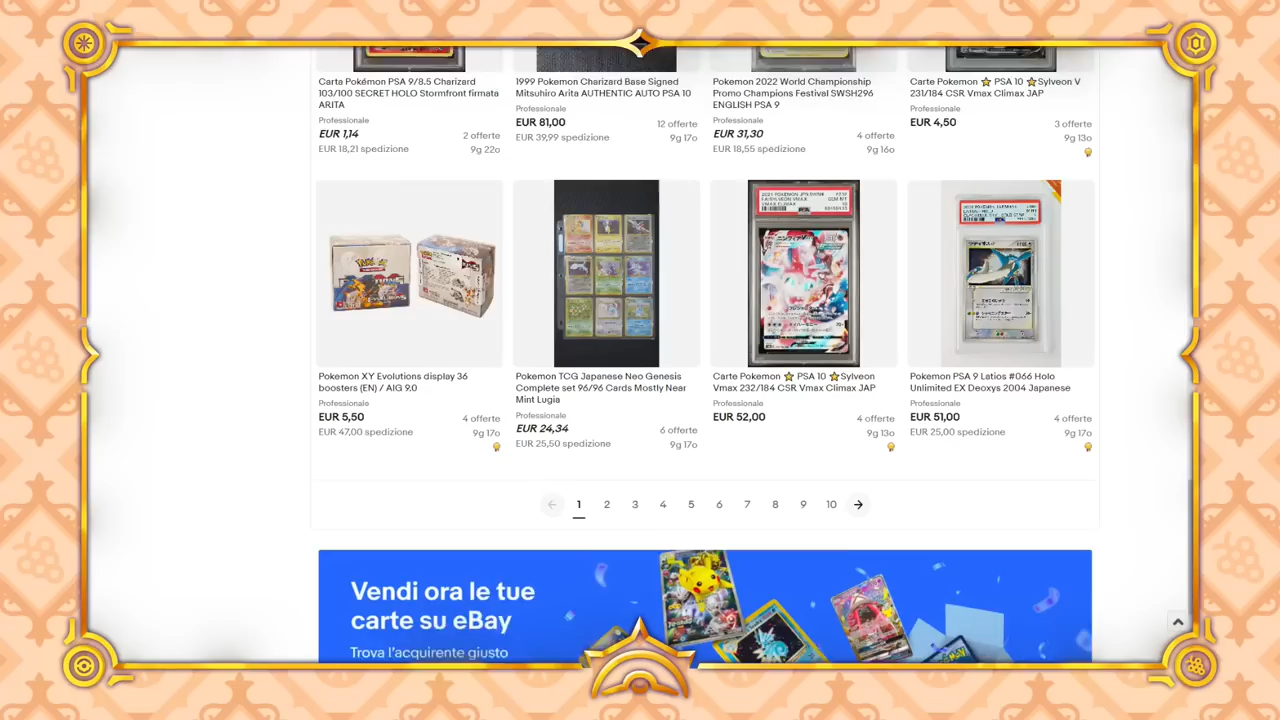 Carta Pokémon PSA 9/8.5 Charizard
103/100 SECRET HOLO Stormfront firmata
ARITA
Professionale
EUR 1,14
2 offerte
EUR 18,21 spedizione
9g 22o
1999 Pokemon Charizard Base Signed
Mitsuhiro Arita AUTHENTIC AUTO PSA 10
Professionale
EUR 81,00
12 offerte
EUR 39,99 spedizione
9g 17o
Pokemon 2022 World Championship
Promo Champions Festival SWSH296
ENGLISH PSA 9
Professionale
EUR 31,30
4 offerte
EUR 18,55 spedizione
9g 16o
Carte Pokemon ⭐ PSA 10 ⭐Sylveon V
231/184 CSR Vmax Climax JAP
Professionale
EUR 4,50
3 offerte
9g 13o
Pokemon XY Evolutions display 36
boosters (EN) / AIG 9.0
Professionale
EUR 5,50
4 offerte
EUR 47,00 spedizione
9g 17o
Pokemon TCG Japanese Neo Genesis
Complete set 96/96 Cards Mostly Near
Mint Lugia
Professionale
EUR 24,34
6 offerte
EUR 25,50 spedizione
9g 17o
Carte Pokemon ⭐ PSA 10 ⭐Sylveon
Vmax 232/184 CSR Vmax Climax JAP
Professionale
EUR 52,00
4 offerte
9g 13o
Pokemon PSA 9 Latios #066 Holo
Unlimited EX Deoxys 2004 Japanese
Professionale
EUR 51,00
4 offerte
EUR 25,00 spedizione
9g 17o
← 1 2 3 4 5 6 7 8 9 10 →
Vendi ora le tue
carte su eBay
Trova l'acquirente giusto